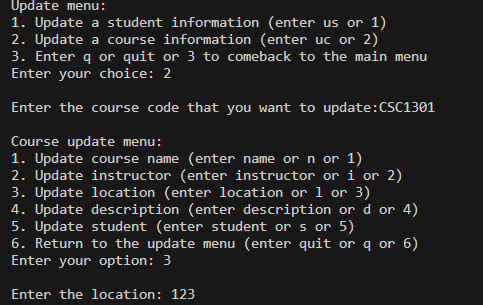 Update menu:
1. Update a student information (enter us or 1)
2. Update a course information (enter uc or 2)
3. Enter q or quit or 3 to comeback to the main menu
Enter your choice: 2
Enter the course code that you want to update:CSC1301
Course update menu:
1. Update course name (enter name or n or 1)
2. Update instructor (enter instructor or i or 2)
3. Update location (enter location or l or 3)
4. Update description (enter description or d or 4)
5. Update student (enter student or s or 5)
6. Return to the update menu (enter quit or q or 6)
Enter your option: 3
Enter the location: 123